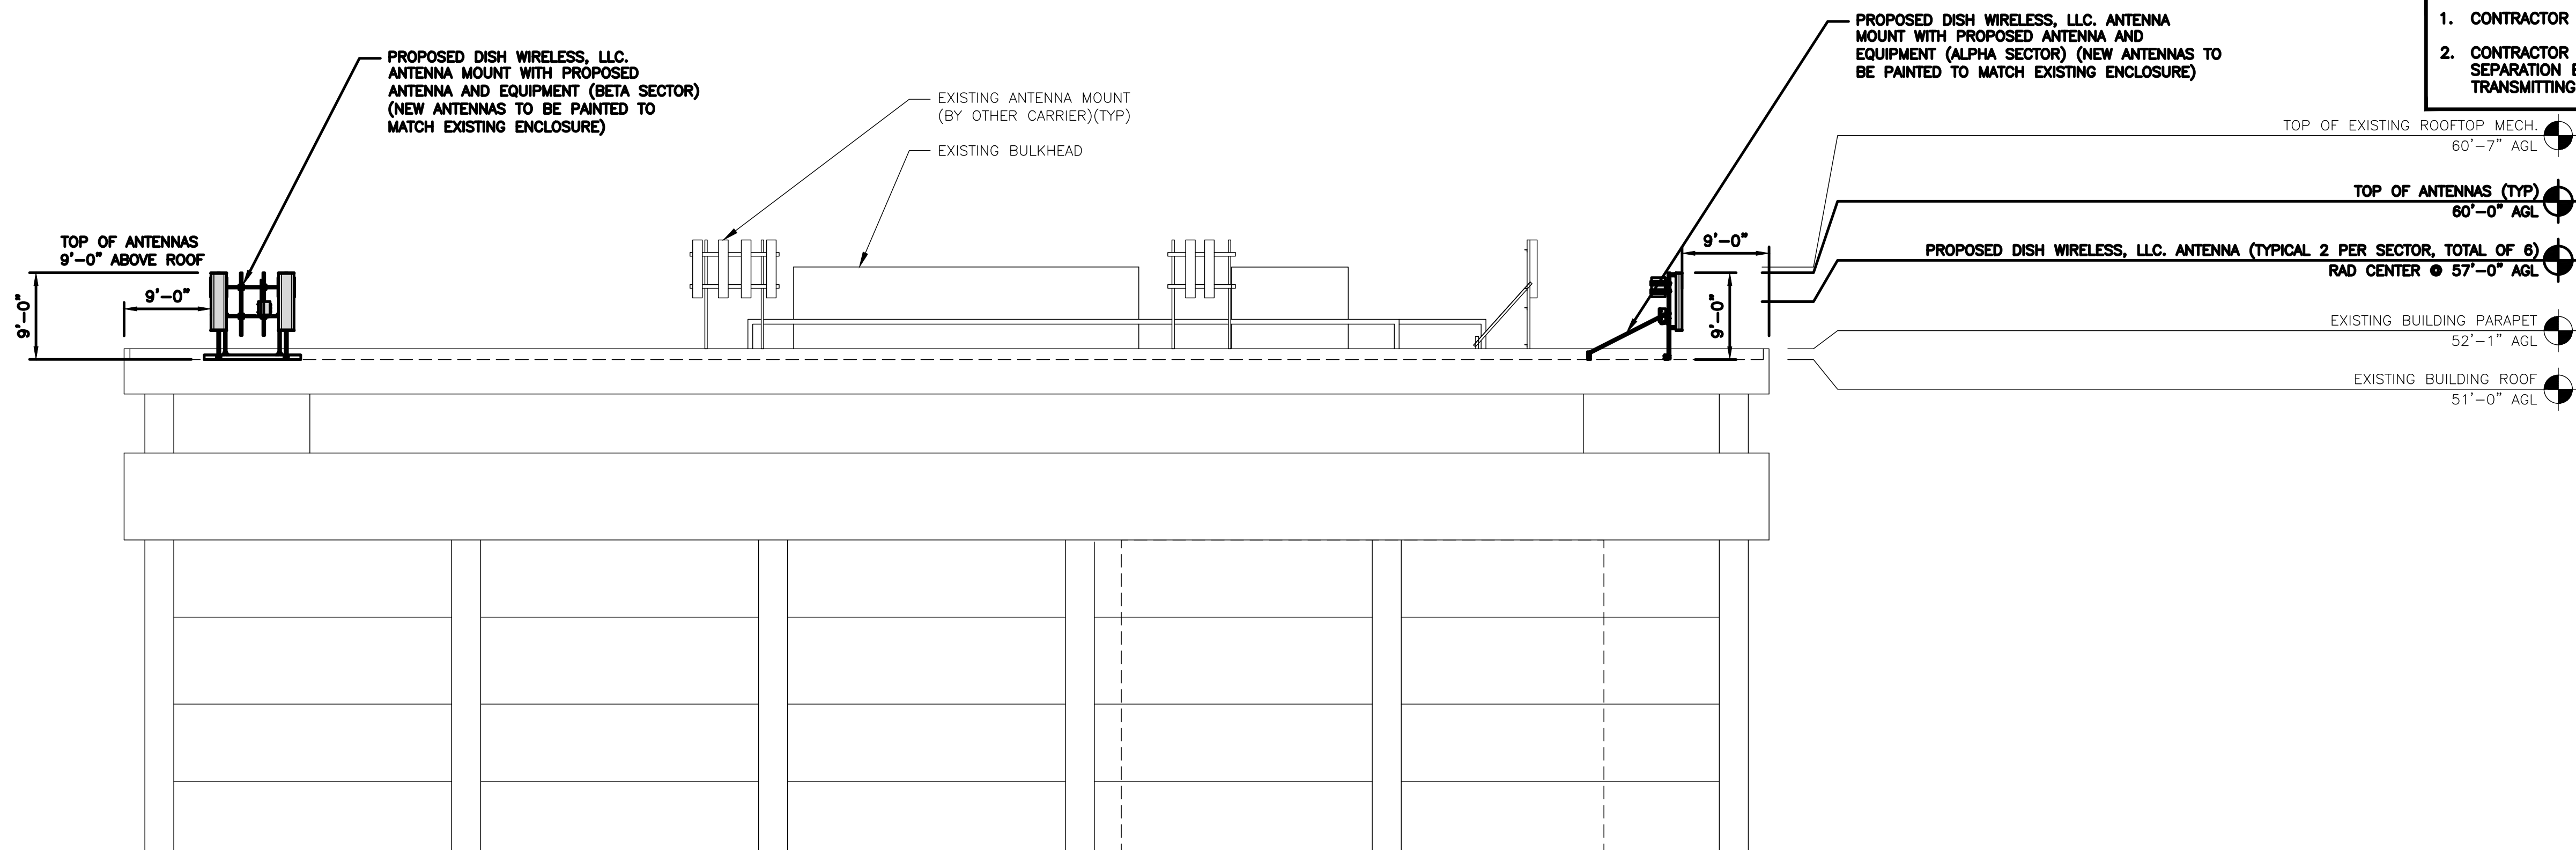 PROPOSED DISH WIRELESS, LLC.
ANTENNA MOUNT WITH PROPOSED
ANTENNA AND EQUIPMENT (BETA SECTOR)
(NEW ANTENNAS TO BE PAINTED TO
MATCH EXISTING ENCLOSURE)
EXISTING ANTENNA MOUNT
(BY OTHER CARRIER)(TYP)
EXISTING BULKHEAD
PROPOSED DISH WIRELESS, LLC. ANTENNA
MOUNT WITH PROPOSED ANTENNA AND
EQUIPMENT (ALPHA SECTOR) (NEW ANTENNAS TO
BE PAINTED TO MATCH EXISTING ENCLOSURE)
1. CONTRACTOR
2. CONTRACTOR
SEPARATION
TRANSMITTING
TOP OF ANTENNAS
9'-0" ABOVE ROOF
9'-0"
9'-0"
9'-0"
9'-0"
TOP OF EXISTING ROOFTOP MECH.
60'-7" AGL
TOP OF ANTENNAS (TYP)
60'-0" AGL
PROPOSED DISH WIRELESS, LLC. ANTENNA (TYPICAL 2 PER SECTOR, TOTAL OF 6)
RAD CENTER @ 57'-0" AGL
EXISTING BUILDING PARAPET
52'-1" AGL
EXISTING BUILDING ROOF
51'-0" AGL